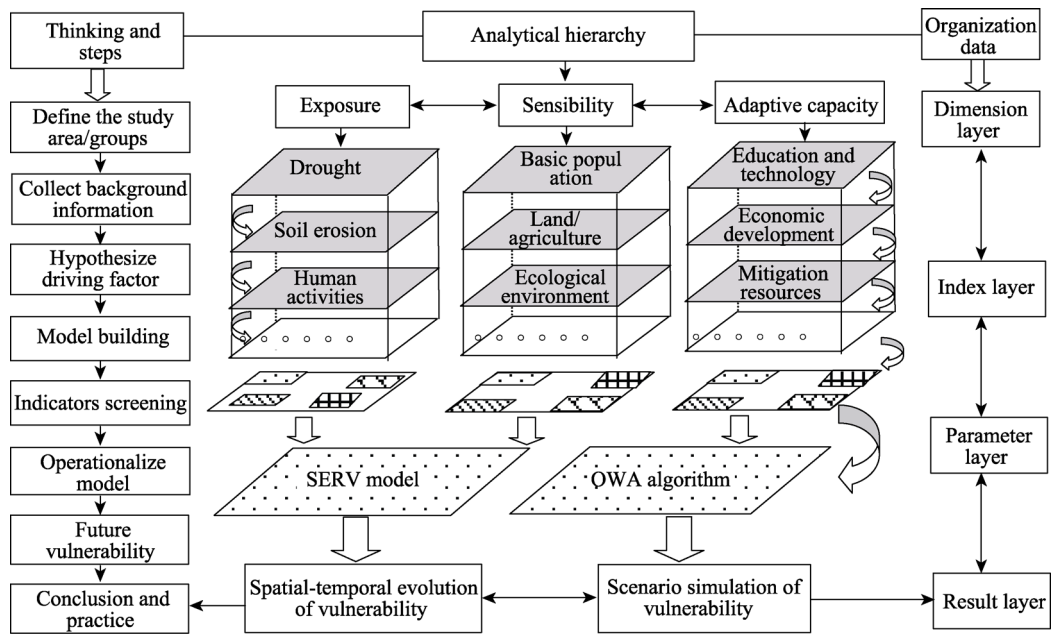 Thinking and
steps
Analytical hierarchy
Organization
data
Define the study
area/groups
Exposure
Sensibility
Adaptive capacity
Dimension
layer
Collect background
information
Drought
Basic popul
ation
Education and
technology
Soil erosion
Land/
agriculture
Economic
development
Hypothesize
driving factor
Human
activities
Ecological
environment
Mitigation
resources
Index layer
Model building
Indicators screening
Operationalize
model
SERV model
OWA algorithm
Parameter
layer
Future
vulnerability
Conclusion and
practice
Spatial-temporal evolution
of vulnerability
Scenario simulation of
vulnerability
Result layer